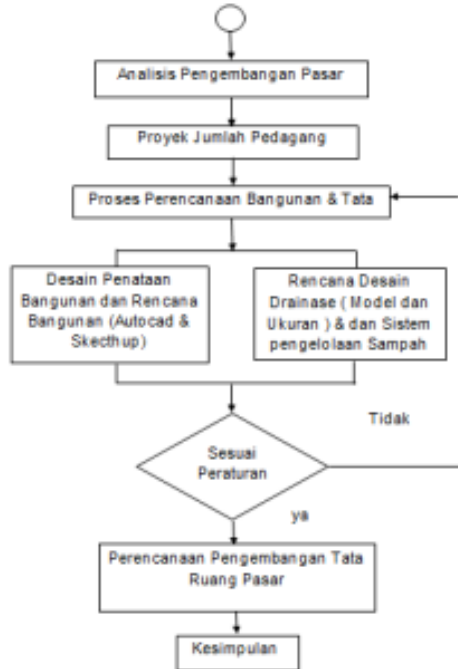 Analisis Pengembangan Pasar
Proyek Jumlah Pedagang
Proses Perencanaan Bangunan & Tata
Desain Penataan
Bangunan dan Rencana
Bangunan (Autocad &
Skecthup)
Rencana Desain
Drainase ( Model dan
Ukuran ) & dan Sistem
pengelolaan Sampah
Tidak
Sesuai
Peraturan
ya
Perencanaan Pengembangan Tata
Ruang Pasar
Kesimpulan